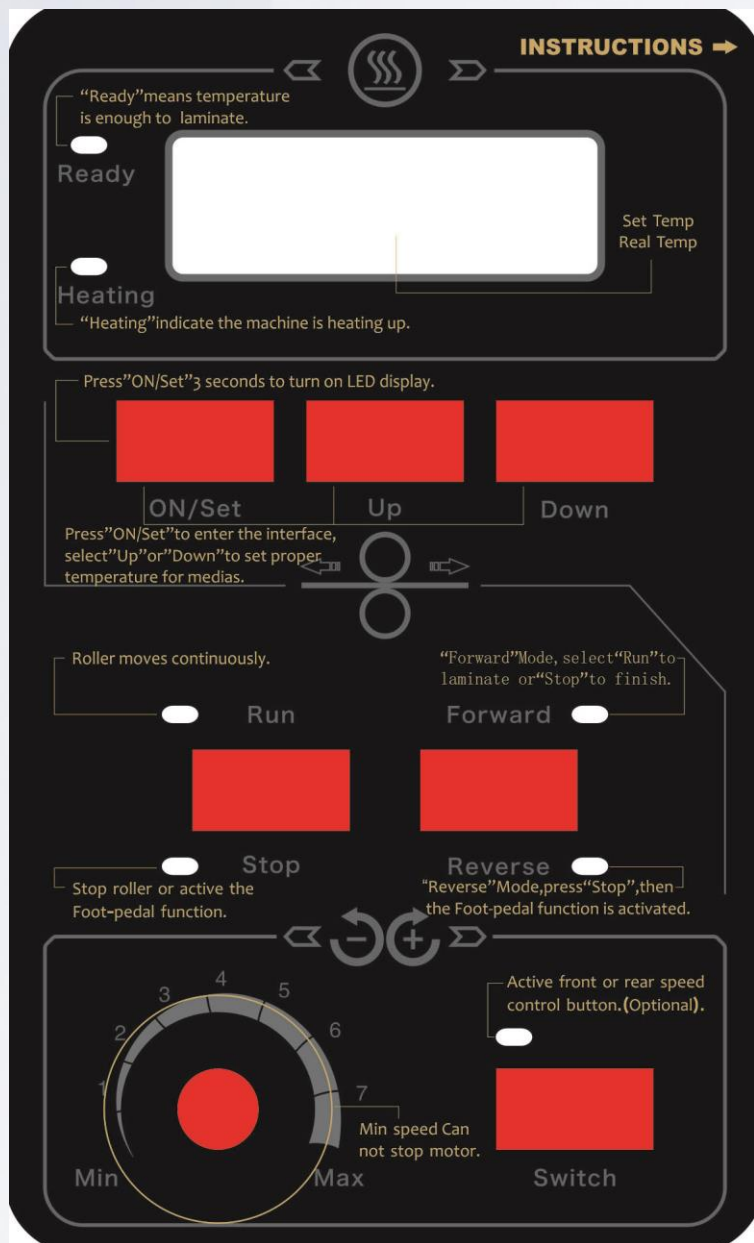 INSTRUCTIONS
“Ready”means temperature
is enough to laminate.
Ready
Set Temp
Real Temp
Heating
“Heating”indicate the machine is heating up.
Press”ON/Set”3 seconds to turn on LED display.
ON/Set
Up
Down
Press”ON/Set”to enter the interface,
select”Up”or”Down”to set proper
temperature for medias.
Roller moves continuously.
“Forward”Mode, select“Run”to
laminate or“Stop”to finish.
Run
Forward
Stop
Reverse
Stop roller or active the
Foot-pedal function.
“Reverse”Mode,press“Stop”,then
the Foot-pedal function is activated.
Active front or rear speed
control button.(Optional).
1
2
3
4
5
6
7
Min speed Can
not stop motor.
Min
Max
Switch